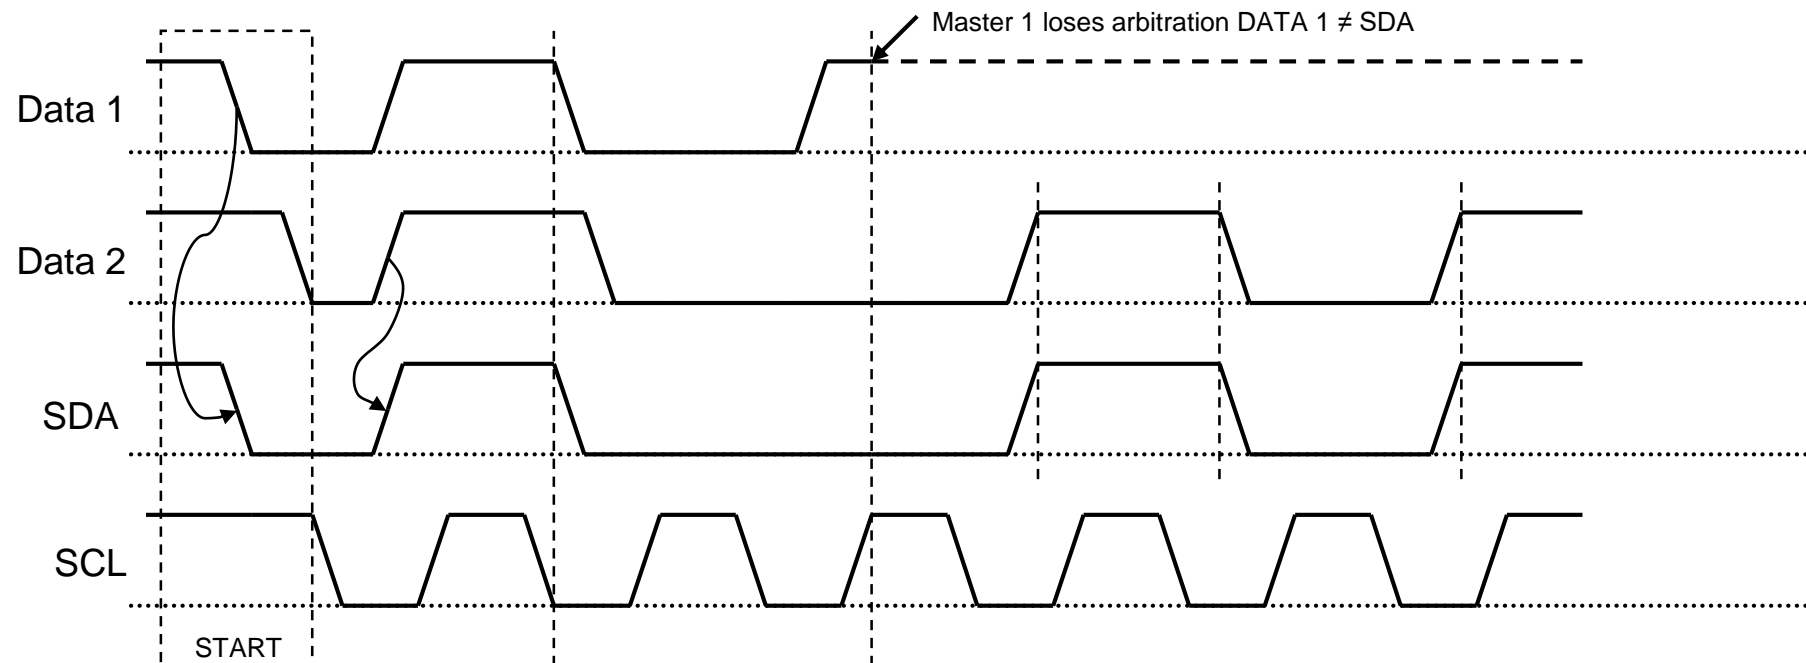 Master 1 loses arbitration DATA 1 ≠ SDA
Data 1
Data 2
SDA
SCL
START